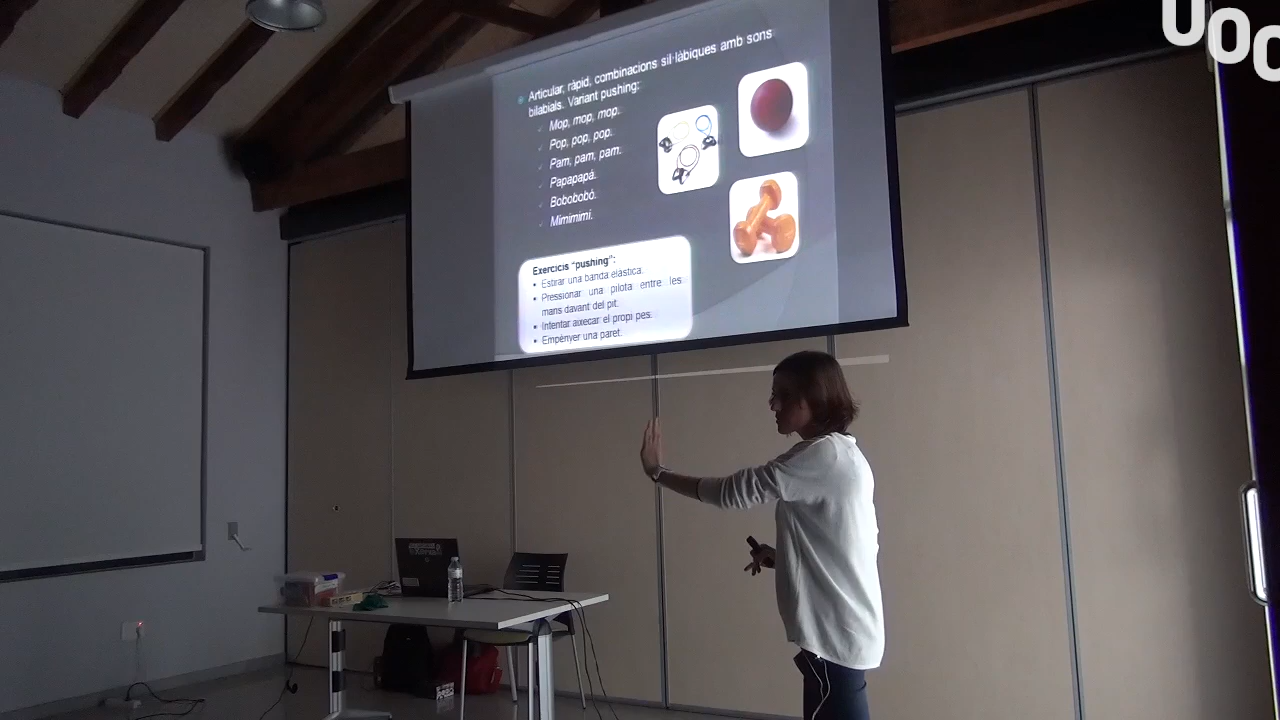 UOC
Articular, ràpid, combinacions sil·làbiques amb sons
bilabials. Variant pushing:
Mop, mop, mop.
Pop, pop, pop.
Pam, pam, pam.
Papapapá.
Bobobobò.
Mimimimí.
Exercicis "pushing":
Estirar una banda elàstica.
Pressionar una pilota entre les
mans davant del pit.
Intentar aixecar el propi pes.
Empènyer una paret.